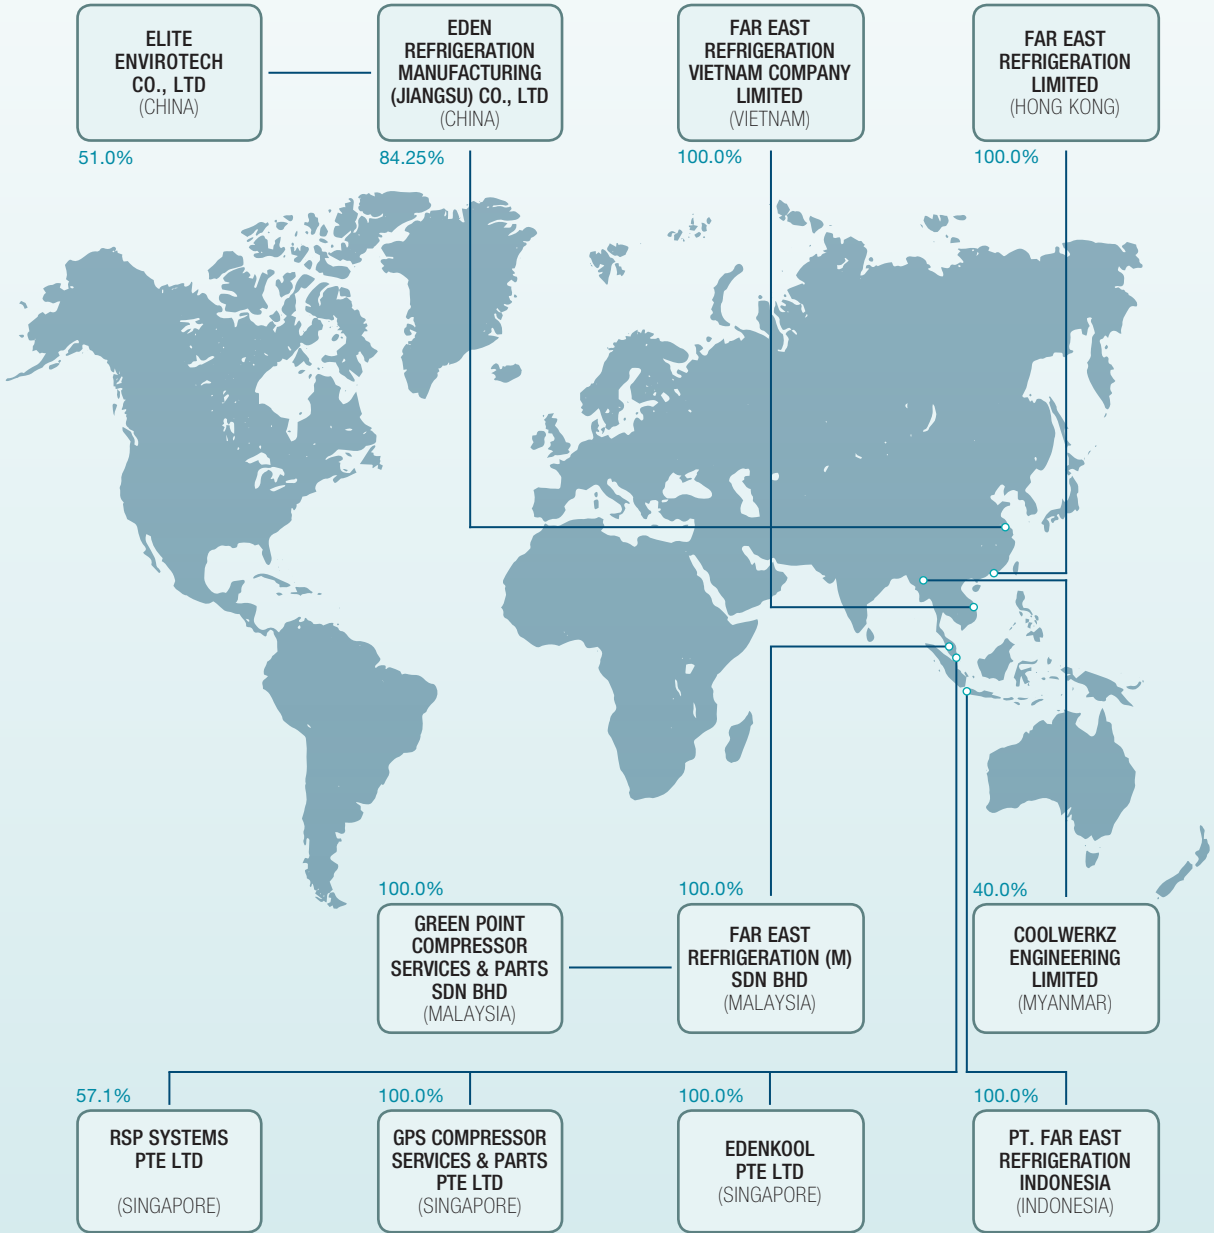 ELITE
ENVIROTECH
CO., LTD
(CHINA)
51.0%
EDEN
REFRIGERATION
MANUFACTURING
(JIANGSU) CO., LTD
(CHINA)
84.25%
FAR EAST
REFRIGERATION
VIETNAM COMPANY
LIMITED
(VIETNAM)
100.0%
FAR EAST
REFRIGERATION
LIMITED
(HONG KONG)
100.0%
100.0%
GREEN POINT
COMPRESSOR
SERVICES & PARTS
SDN BHD
(MALAYSIA)
100.0%
FAR EAST
REFRIGERATION (M)
SDN BHD
(MALAYSIA)
40.0%
COOLWERKZ
ENGINEERING
LIMITED
(MYANMAR)
57.1%
RSP SYSTEMS
PTE LTD
(SINGAPORE)
100.0%
GPS COMPRESSOR
SERVICES & PARTS
PTE LTD
(SINGAPORE)
100.0%
EDENKOOL
PTE LTD
(SINGAPORE)
100.0%
PT. FAR EAST
REFRIGERATION
INDONESIA
(INDONESIA)